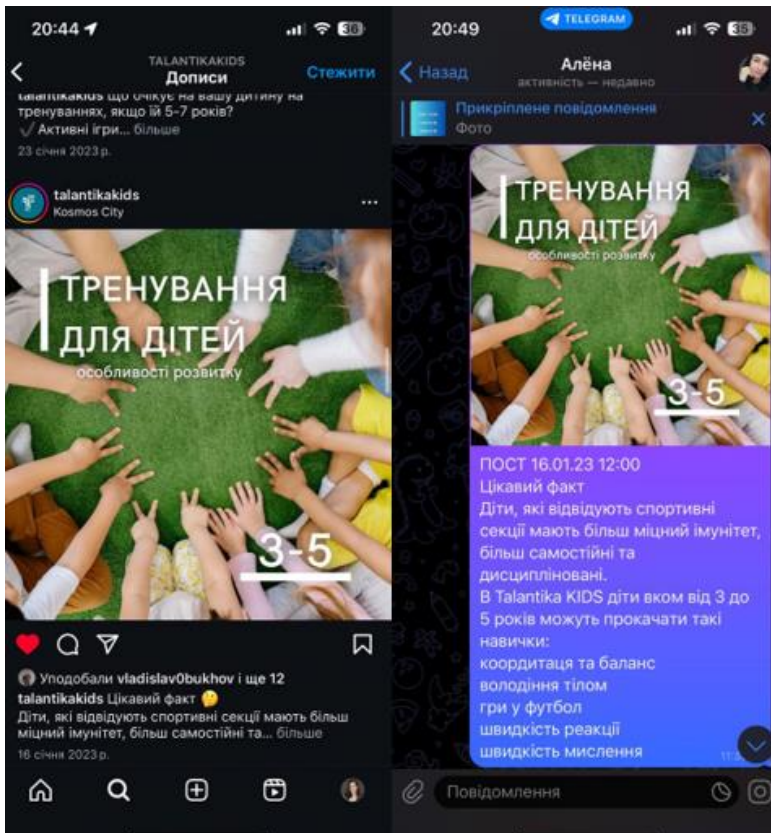 20:44
36
TALANTIKAKIDS
Дописи
Стежити
talantikakids Що очікує на вашу дитину на
тренуваннях, якщо їй 5-7 років?
✓ Активні ігри... більше
23 січня 2023 р.
talantikakids
Kosmos City
ТРЕНУВАННЯ
ДЛЯ ДІТЕЙ
особливості розвитку
3-5
Уподобали vladislav0bukhov і ще 12
talantikakids Цікавий факт 🤔
Діти, які відвідують спортивні секції мають більш
міцний імунітет, більш самостійні та... більше
16 січня 2023 р.
20:49
TELEGRAM
35
Назад
Алёна
активність — недавно
Прикріплене повідомлення
Фото
ТРЕНУВАННЯ
ДЛЯ ДІТЕЙ
особливості розвитку
3-5
ПОСТ 16.01.23 12:00
Цікавий факт
Діти, які відвідують спортивні
секції мають більш міцний імунітет,
більш самостійні та
дисципліновані.
В Talantika KIDS діти вком від 3 до
5 років можуть прокачати такі
навички:
коордитаця та баланс
володіння тілом
гри у футбол
швидкість реакції
швидкість мислення
Повідомлення